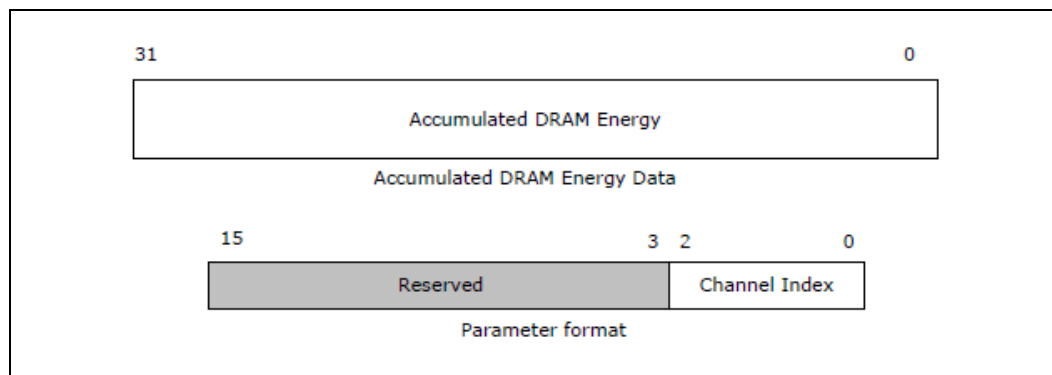 31 0
Accumulated DRAM Energy
Accumulated DRAM Energy Data
15 3 2 0
Reserved Channel Index
Parameter format